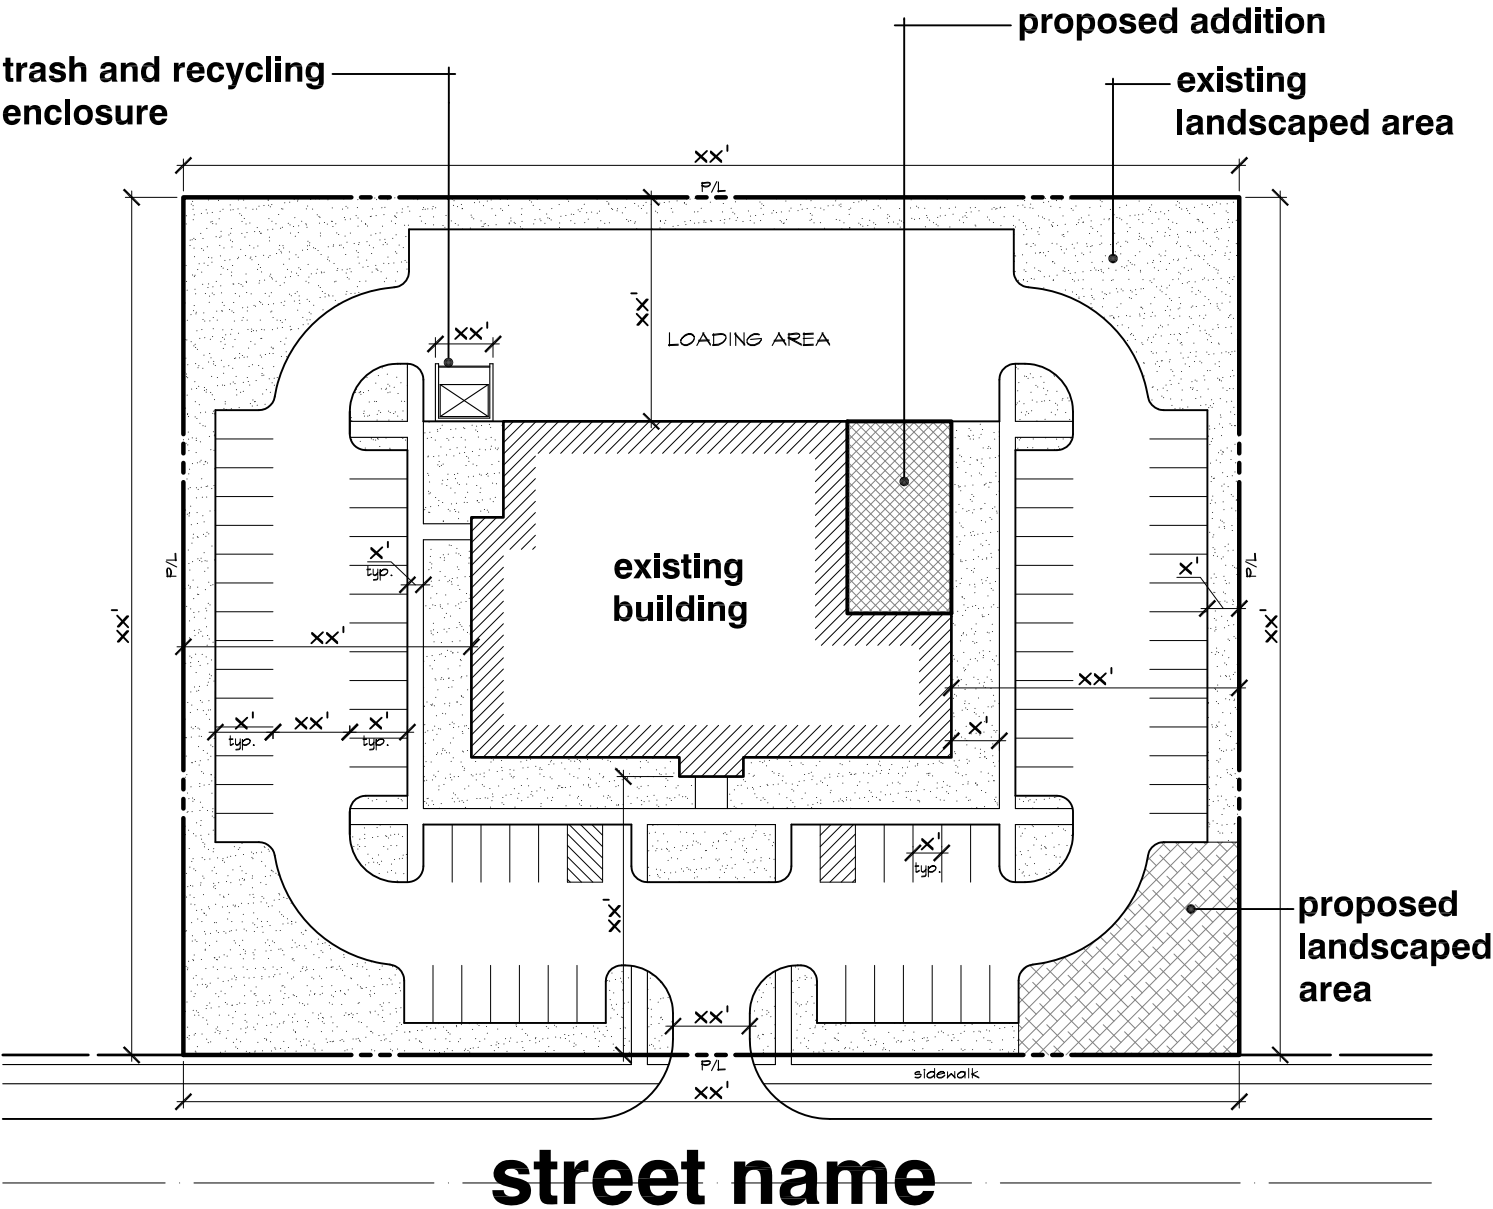 proposed addition
trash and recycling
enclosure
existing
landscaped area
xx'
P/L
xx'
xx'
LOADING AREA
existing
building
x'
typ.
x'
P/L
P/L
xx'
xx'
xx'
xx'
x'
typ.
xx'
x'
typ.
x'
x'
typ.
xx'
proposed
landscaped
area
xx'
P/L
sidewalk
xx'
street name